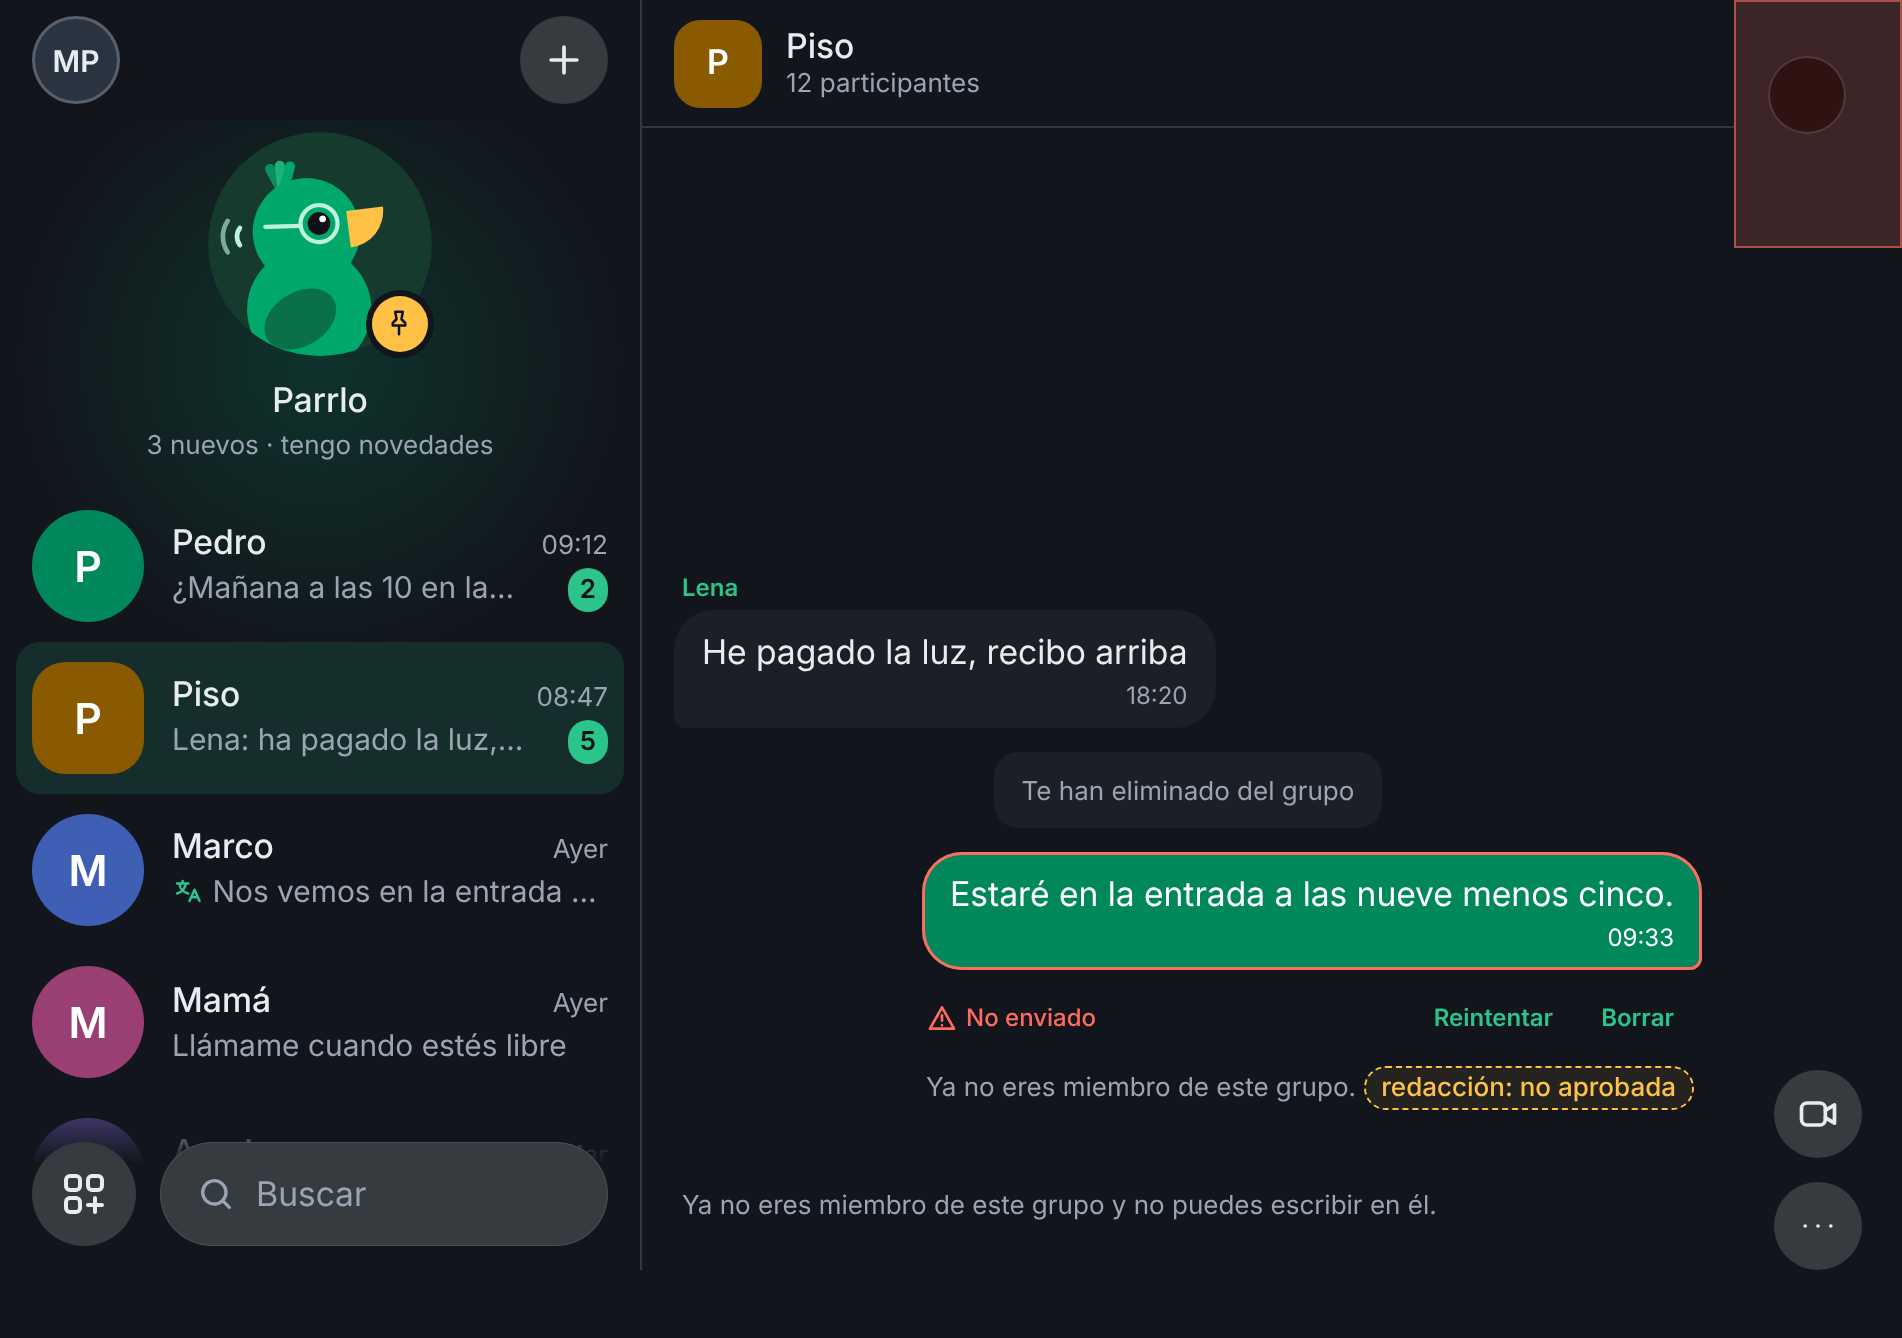 MP
Parrlo
3 nuevos · tengo novedades
P
Pedro
09:12
¿Mañana a las 10 en la...
2
P
Piso
08:47
Lena: ha pagado la luz,...
5
M
Marco
Ayer
Nos vemos en la entrada ...
M
Mamá
Ayer
Llámame cuando estés libre
Buscar
P
Piso
12 participantes
Lena
He pagado la luz, recibo arriba
18:20
Te han eliminado del grupo
Estaré en la entrada a las nueve menos cinco.
09:33
No enviado
Reintentar
Borrar
Ya no eres miembro de este grupo. redacción: no aprobada
Ya no eres miembro de este grupo y no puedes escribir en él.